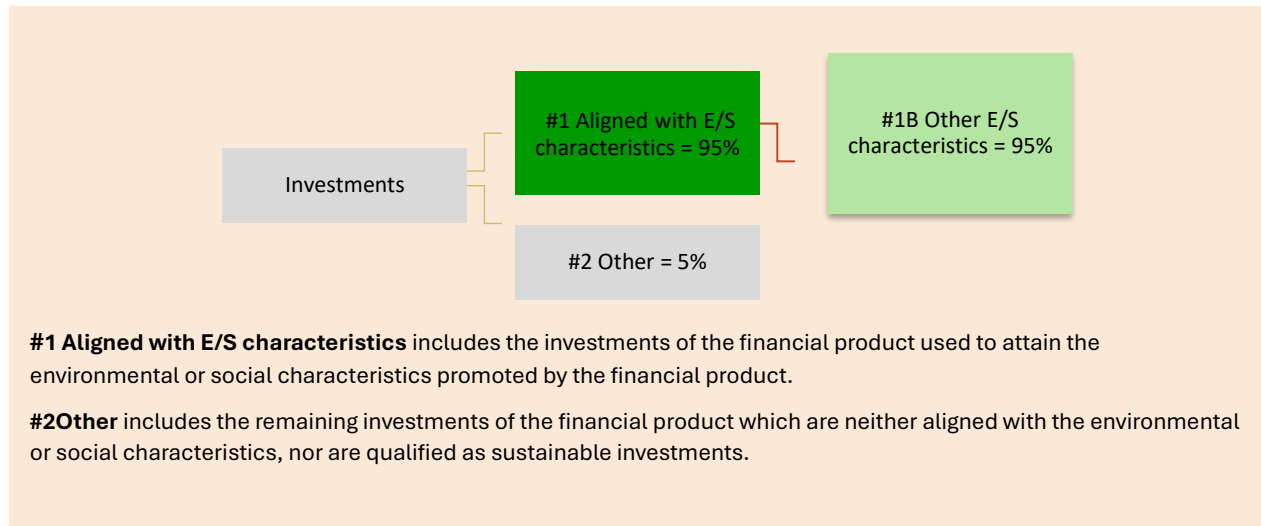 #1 Aligned with E/S
characteristics = 95%
#1B Other E/S
characteristics = 95%
Investments
#2 Other = 5%
#1 Aligned with E/S characteristics includes the investments of the financial product used to attain the
environmental or social characteristics promoted by the financial product.
#2Other includes the remaining investments of the financial product which are neither aligned with the environmental
or social characteristics, nor are qualified as sustainable investments.